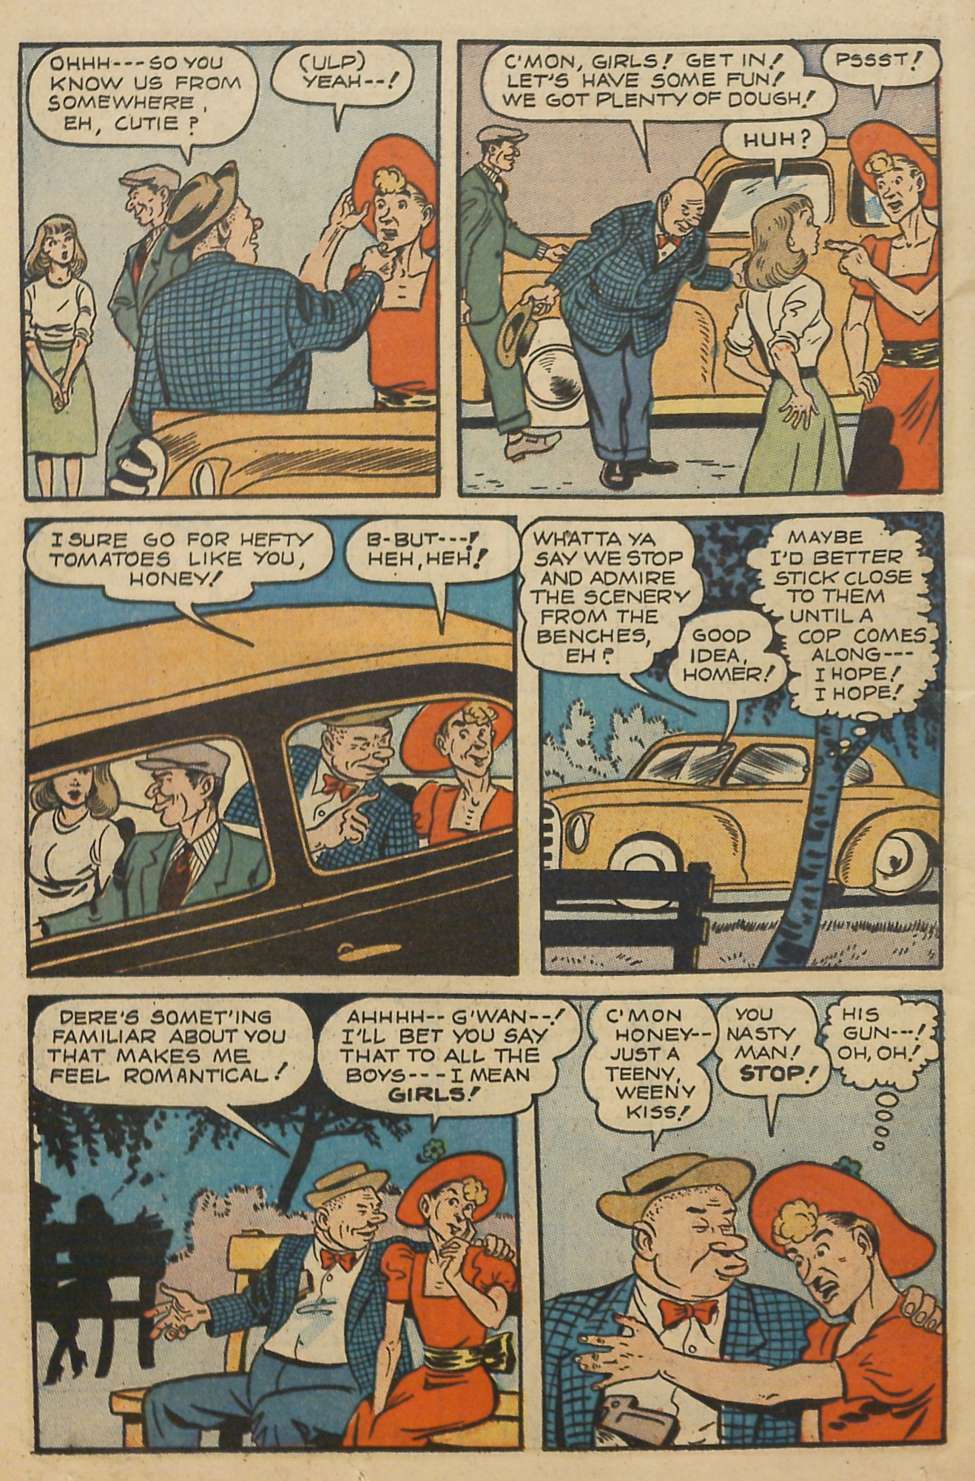 OHHH---SO YOU
KNOW US FROM
SOMEWHERE,
EH, CUTIE?
(ULP)
YEAH--!
C'MON, GIRLS! GET IN!
LET'S HAVE SOME FUN!
WE GOT PLENTY OF DOUGH!
HUH?
PSSST!
I SURE GO FOR HEFTY
TOMATOES LIKE YOU,
HONEY!
B-BUT---!
HEH, HEH!
WHATTA YA
SAY WE STOP
AND ADMIRE
THE SCENERY
FROM THE
BENCHES,
EH?
GOOD
IDEA,
HOMER!
MAYBE
I'D BETTER
STICK CLOSE
TO THEM
UNTIL A
COP COMES
ALONG---
I HOPE!
I HOPE!
DERE'S SOMET'ING
FAMILIAR ABOUT YOU
THAT MAKES ME
FEEL ROMANTICAL!
AHHHH--G'WAN--!
I'LL BET YOU SAY
THAT TO ALL THE
BOYS---I MEAN
GIRLS!
C'MON
HONEY--
JUST A
TEENY,
WEENY
KISS!
YOU
NASTY
MAN!
STOP!
HIS
GUN---!
OH, OH!